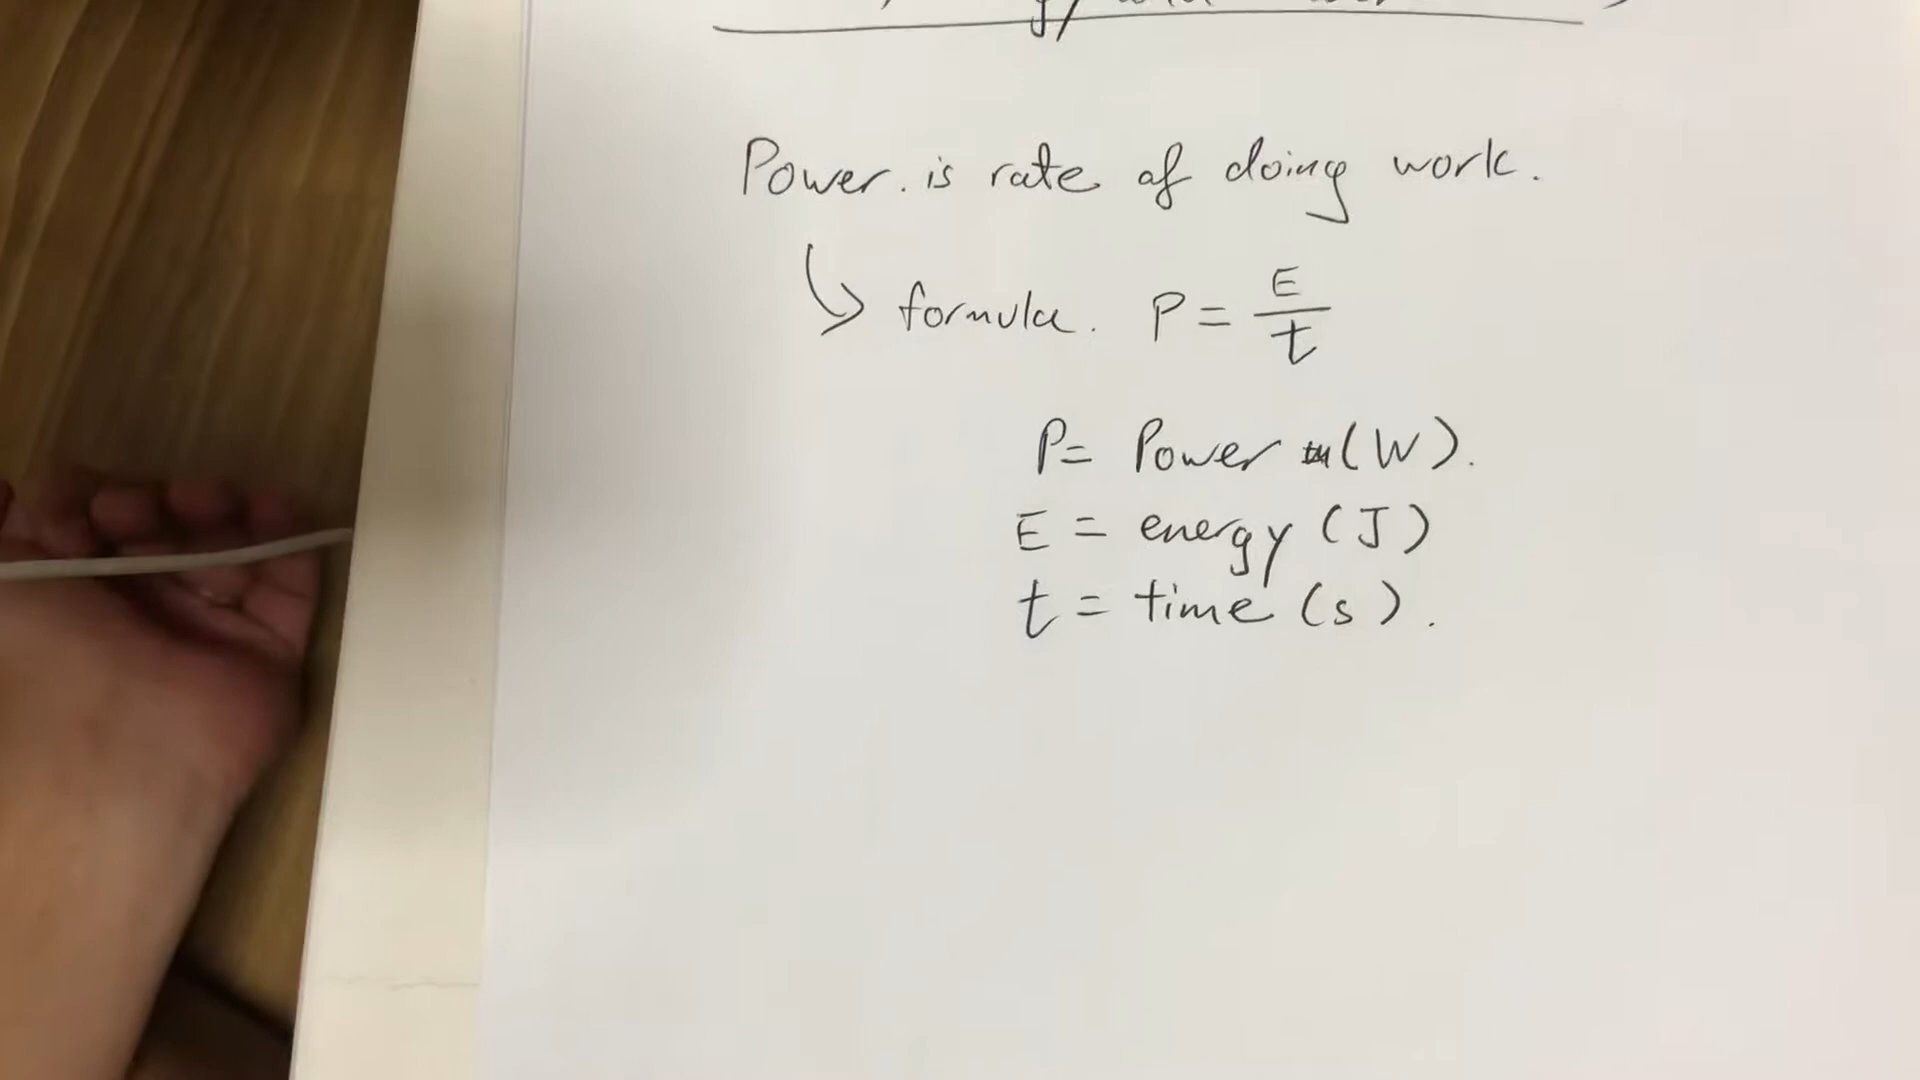 Power. is rate of doing work.
formula. P = E/t
P = Power (W).
E = energy (J)
t = time (s).